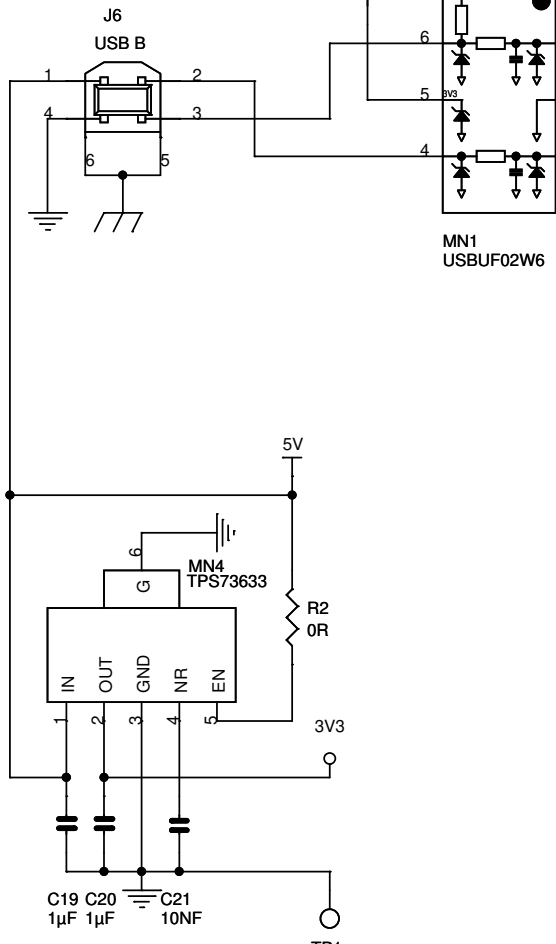 J6
USB B
1
2
4
3
6
5
6
5
3V3
4
MN1
USBUF02W6
5V
6
G
MN4
TPS73633
R2
0R
IN
OUT
GND
NR
EN
1
2
3
4
5
3V3
C19 C20 C21
1µF 1µF 10NF